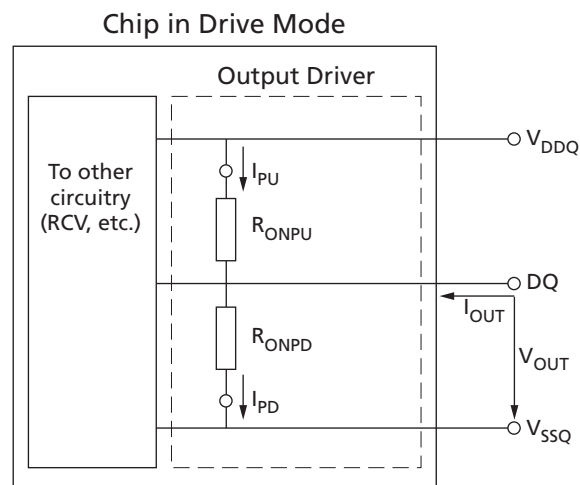 Chip in Drive Mode
Output Driver
To other
circuitry
(RCV, etc.)
V_DDQ
I_PU
R_ONPU
DQ
I_OUT
R_ONPD
V_OUT
I_PD
V_SSQ